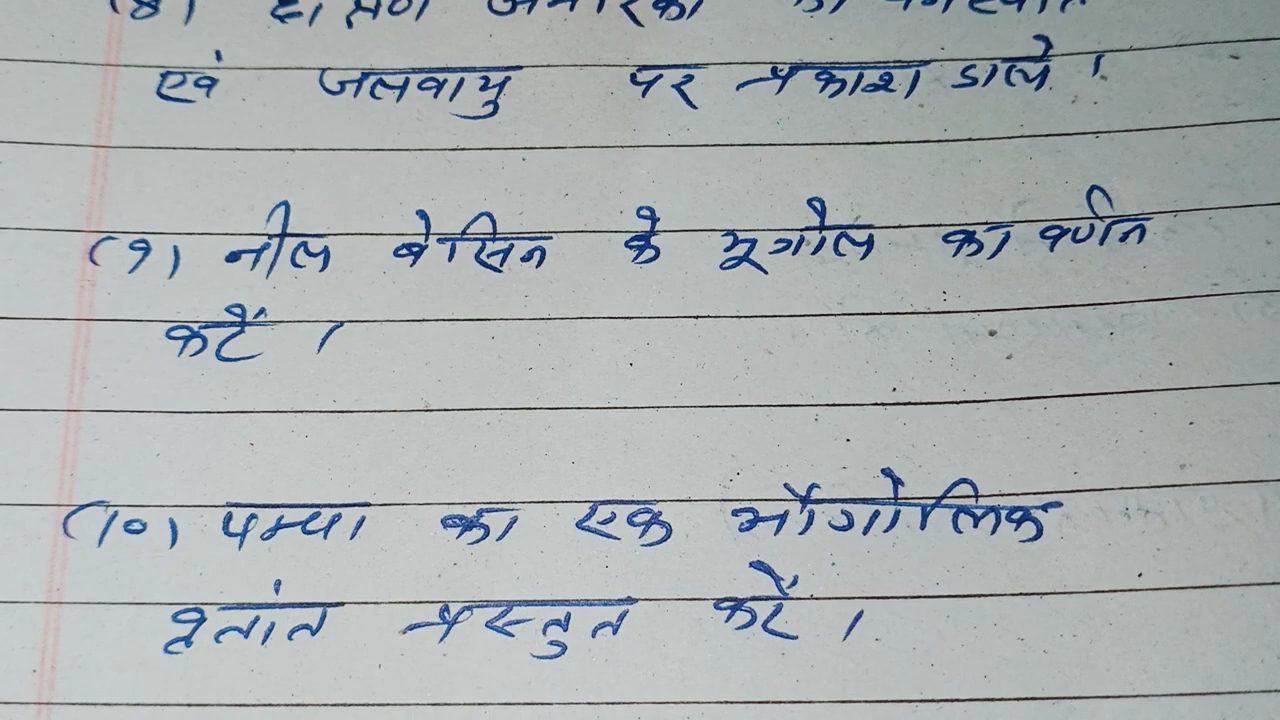 एवं जलवायु पर प्रकाश डाले ।
(9) नील बेसिन के भूगोल का वर्णन
करें ।
(10) पम्पा का एक भौगोलिक
वृतांत प्रस्तुत करें ।